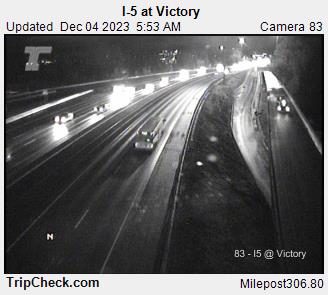 I-5 at Victory
Updated Dec 04 2023 5:53 AM Camera 83
T
N
83 - I5 @ Victory
TripCheck.com Milepost306.80